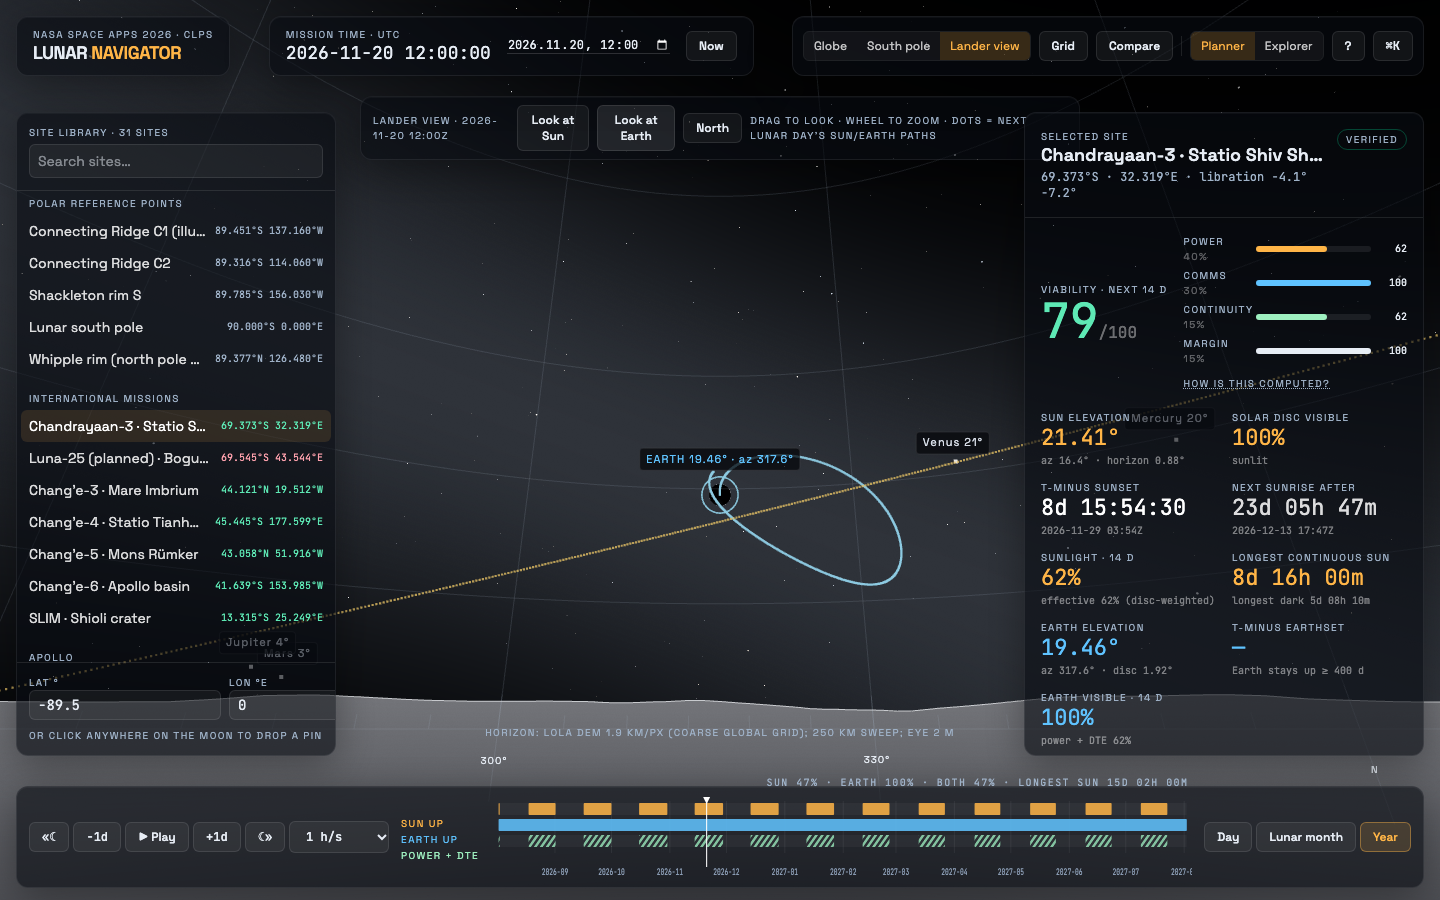 NASA SPACE APPS 2026 · CLPS
LUNAR NAVIGATOR
MISSION TIME · UTC
2026-11-20 12:00:00
2026.11.20, 12:00
Now
Globe
South pole
Lander view
Grid
Compare
Planner
Explorer
?
⌘K
SITE LIBRARY · 31 SITES
Search sites…
POLAR REFERENCE POINTS
Connecting Ridge C1 (illu… 89.451°S 137.160°W
Connecting Ridge C2 89.316°S 114.060°W
Shackleton rim S 89.785°S 156.030°W
Lunar south pole 90.000°S 0.000°E
Whipple rim (north pole … 89.377°N 126.480°E
INTERNATIONAL MISSIONS
Chandrayaan-3 · Statio S… 69.373°S 32.319°E
Luna-25 (planned) · Bogu… 69.545°S 43.544°E
Chang'e-3 · Mare Imbrium 44.121°N 19.512°W
Chang'e-4 · Statio Tianh… 45.445°S 177.599°E
Chang'e-5 · Mons Rümker 43.058°N 51.916°W
Chang'e-6 · Apollo basin 41.639°S 153.985°W
SLIM · Shioli crater 13.315°S 25.249°E
Jupiter 4°
Mars 3°
APOLLO
LAT °
LON °E
-89.5
0
OR CLICK ANYWHERE ON THE MOON TO DROP A PIN
LANDER VIEW · 2026-
11-20 12:00Z
Look at
Sun
Look at
Earth
North
DRAG TO LOOK · WHEEL TO ZOOM · DOTS = NEXT
LUNAR DAY'S SUN/EARTH PATHS
EARTH 19.46° · az 317.6°
Venus 21°
Mercury 20°
HORIZON: LOLA DEM 1.9 KM/PX (COARSE GLOBAL GRID); 250 KM SWEEP; EYE 2 M
300°
330°
N
SELECTED SITE
VERIFIED
Chandrayaan-3 · Statio Shiv Sh…
69.373°S · 32.319°E · libration -4.1°
-7.2°
VIABILITY · NEXT 14 D
79/100
POWER
40%
62
COMMS
30%
100
CONTINUITY
15%
62
MARGIN
15%
100
HOW IS THIS COMPUTED?
SUN ELEVATION
21.41°
az 16.4° · horizon 0.88°
SOLAR DISC VISIBLE
100%
sunlit
T-MINUS SUNSET
8d 15:54:30
2026-11-29 03:54Z
NEXT SUNRISE AFTER
23d 05h 47m
2026-12-13 17:47Z
SUNLIGHT · 14 D
62%
effective 62% (disc-weighted)
LONGEST CONTINUOUS SUN
8d 16h 00m
longest dark 5d 08h 10m
EARTH ELEVATION
19.46°
az 317.6° · disc 1.92°
T-MINUS EARTHSET
—
Earth stays up ≥ 400 d
EARTH VISIBLE · 14 D
100%
power + DTE 62%
SUN 47% · EARTH 100% · BOTH 47% · LONGEST SUN 15D 02H 00M
«☾
-1d
▶ Play
+1d
☾»
1 h/s
SUN UP
EARTH UP
POWER + DTE
2026-09 2026-10 2026-11 2026-12 2027-01 2027-02 2027-03 2027-04 2027-05 2027-06 2027-07
Day
Lunar month
Year